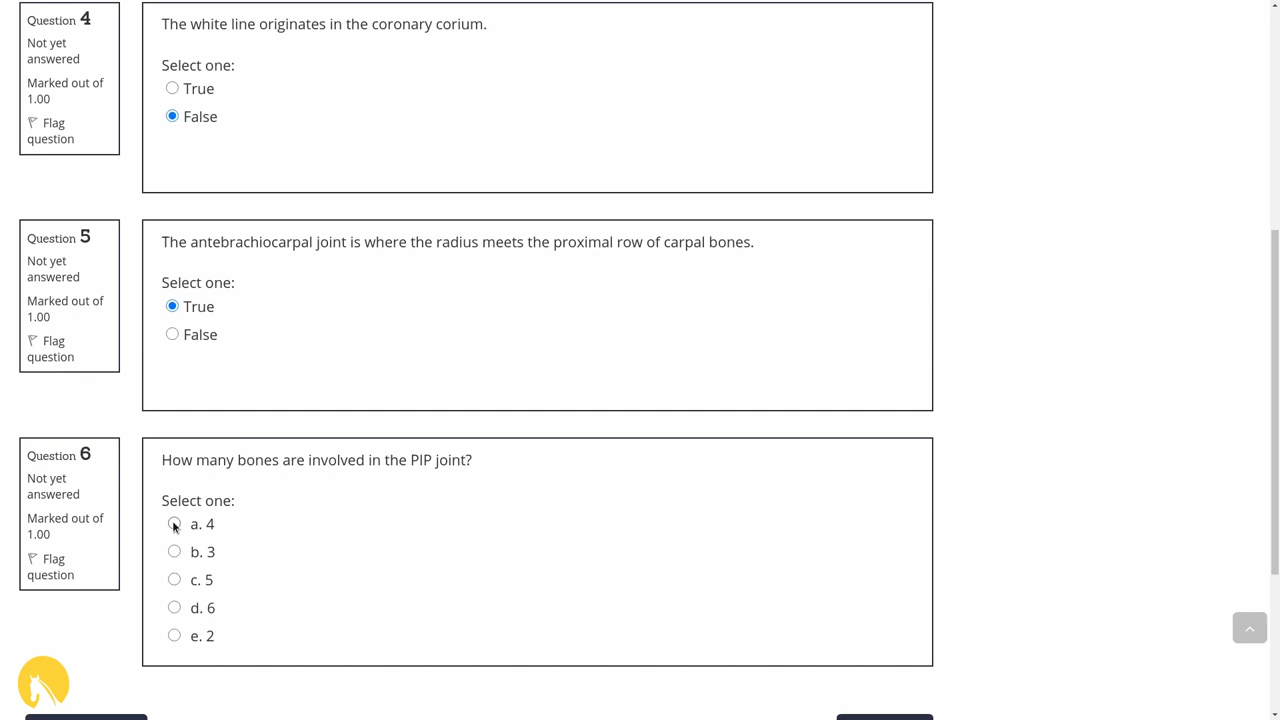 Question 4
Not yet
answered
Marked out of
1.00
Flag
question
The white line originates in the coronary corium.
Select one:
True
False
Question 5
Not yet
answered
Marked out of
1.00
Flag
question
The antebrachiocarpal joint is where the radius meets the proximal row of carpal bones.
Select one:
True
False
Question 6
Not yet
answered
Marked out of
1.00
Flag
question
How many bones are involved in the PIP joint?
Select one:
a. 4
b. 3
c. 5
d. 6
e. 2